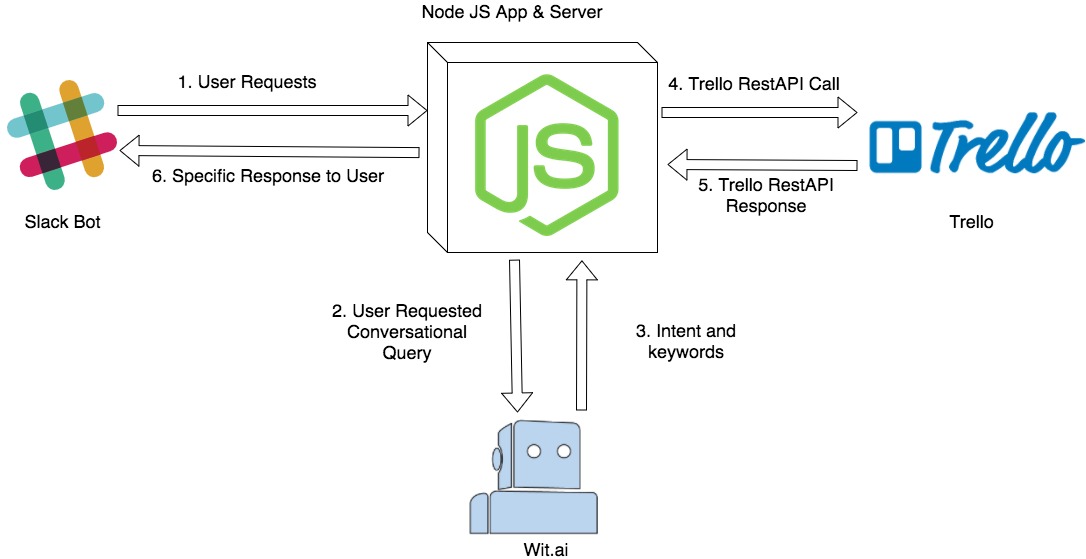 Node JS App & Server
1. User Requests
4. Trello RestAPI Call
JS
Trello
6. Specific Response to User
5. Trello RestAPI
Response
Slack Bot
Trello
2. User Requested
Conversational
Query
3. Intent and
keywords
Wit.ai